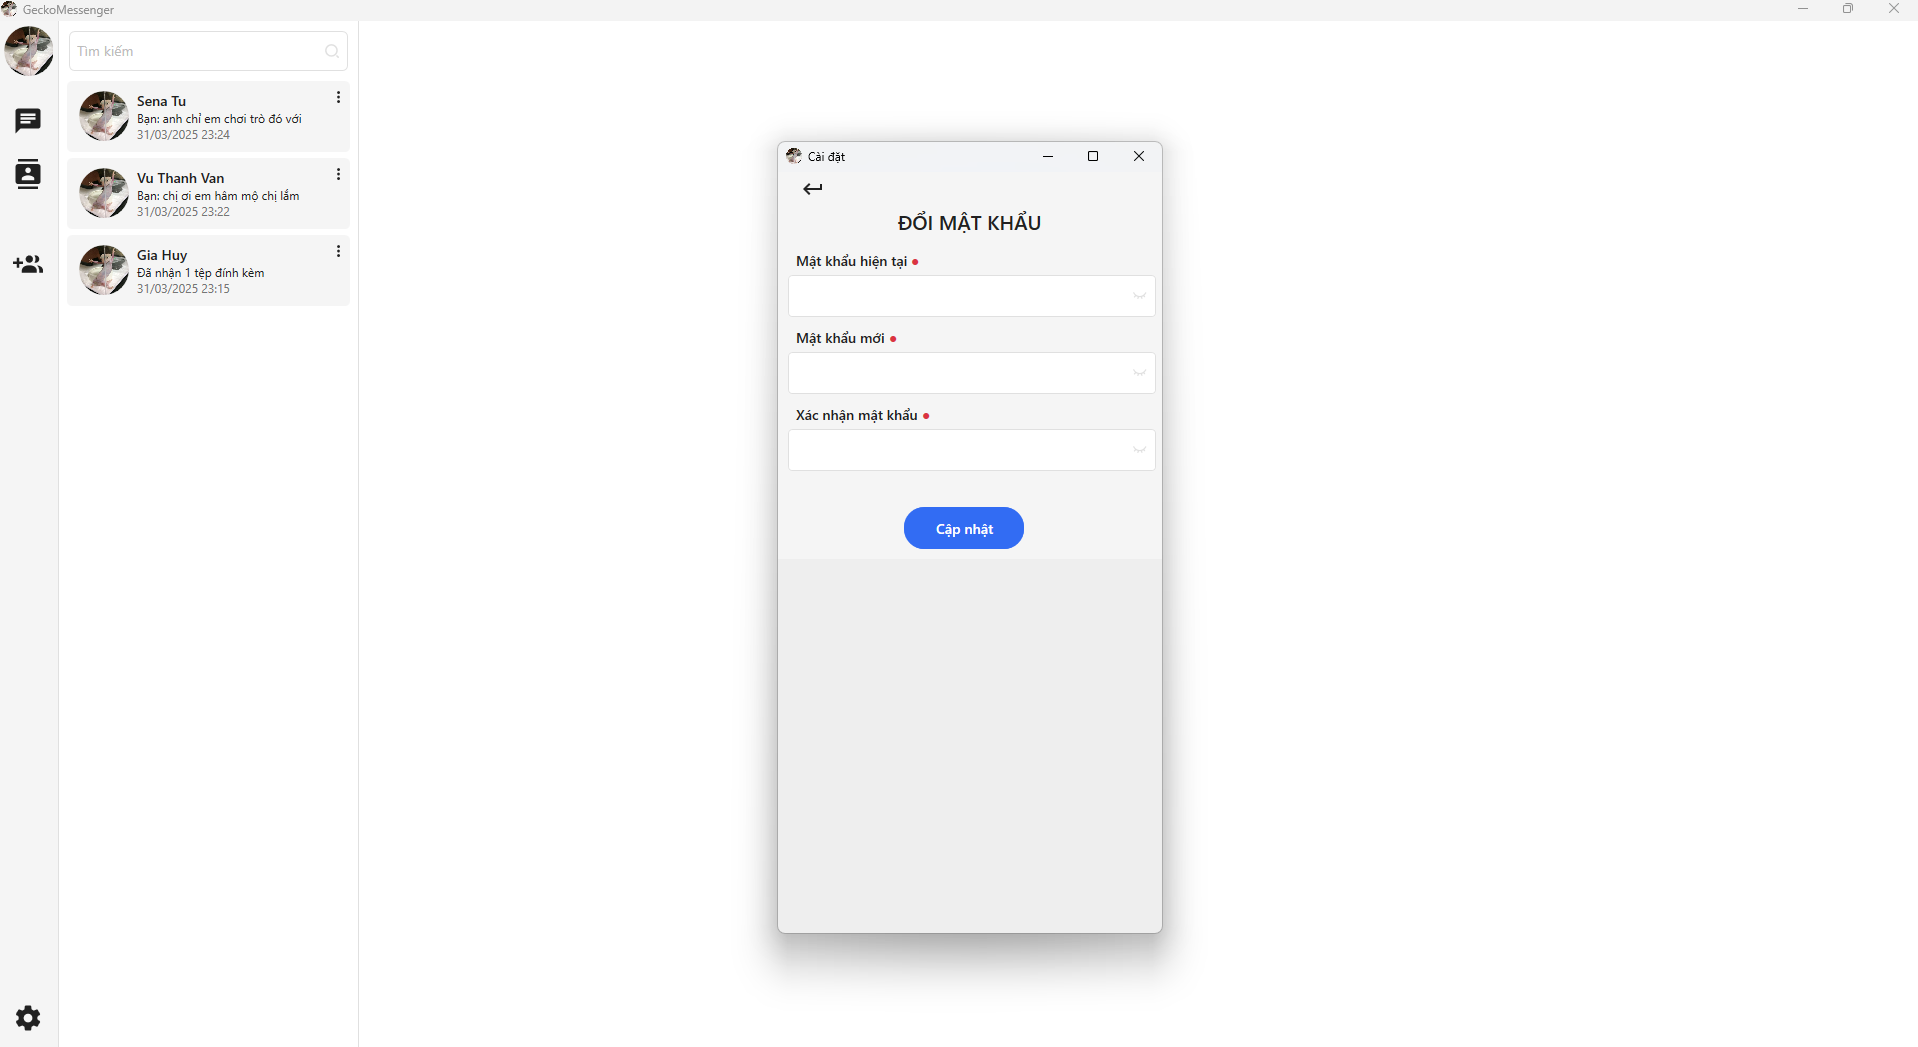 GeckoMessenger
Tìm kiếm
Sena Tu
Bạn: anh chỉ em chơi trò đó với
31/03/2025 23:24
Vu Thanh Van
Bạn: chị ơi em hâm mộ chị lắm
31/03/2025 23:22
Gia Huy
Đã nhận 1 tệp đính kèm
31/03/2025 23:15
Cài đặt
ĐỔI MẬT KHẨU
Mật khẩu hiện tại
Mật khẩu mới
Xác nhận mật khẩu
Cập nhật